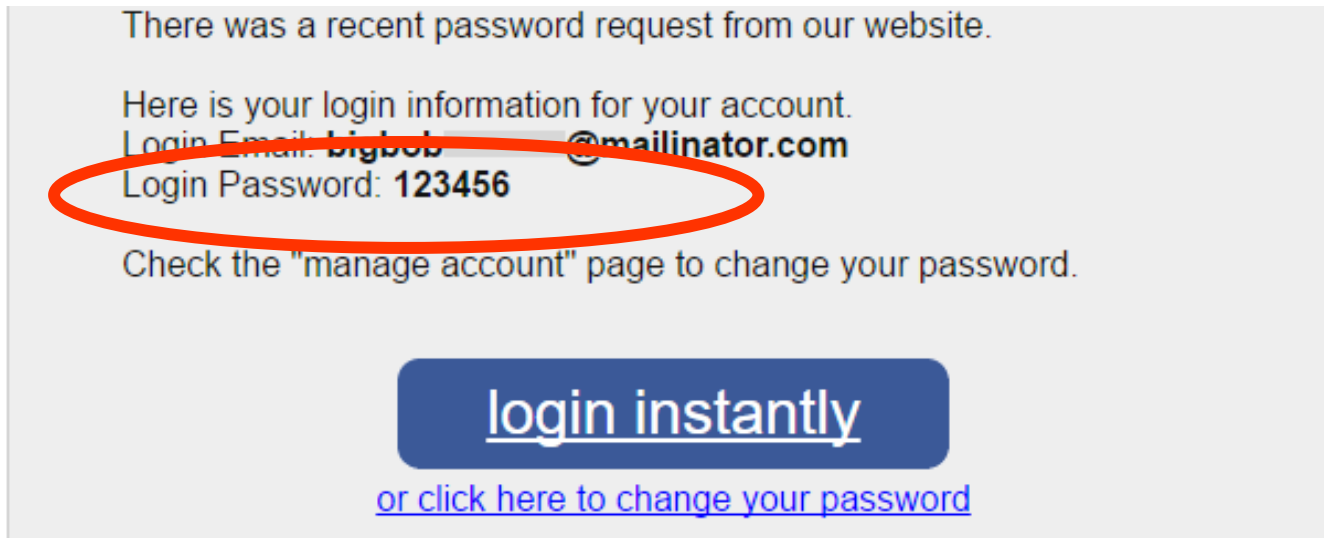 There was a recent password request from our website.
Here is your login information for your account.
Login Email: bigbob @mailinator.com
Login Password: 123456
Check the "manage account" page to change your password.
login instantly
or click here to change your password